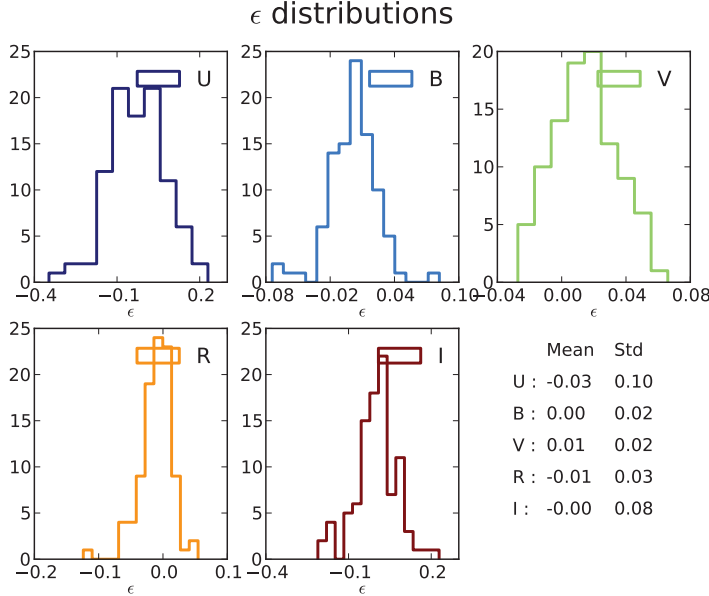 ϵ distributions
25
20
15
10
5
0
−0.4
−0.1
0.2
ϵ
U
25
20
15
10
5
0
−0.08
−0.02
0.04
0.10
ϵ
B
20
15
10
5
0
−0.04
0.00
0.04
0.08
ϵ
V
25
20
15
10
5
0
−0.2
−0.1
0.0
0.1
ϵ
R
25
20
15
10
5
0
−0.4
−0.1
0.2
ϵ
I
Mean Std
U : -0.03 0.10
B : 0.00 0.02
V : 0.01 0.02
R : -0.01 0.03
I : -0.00 0.08